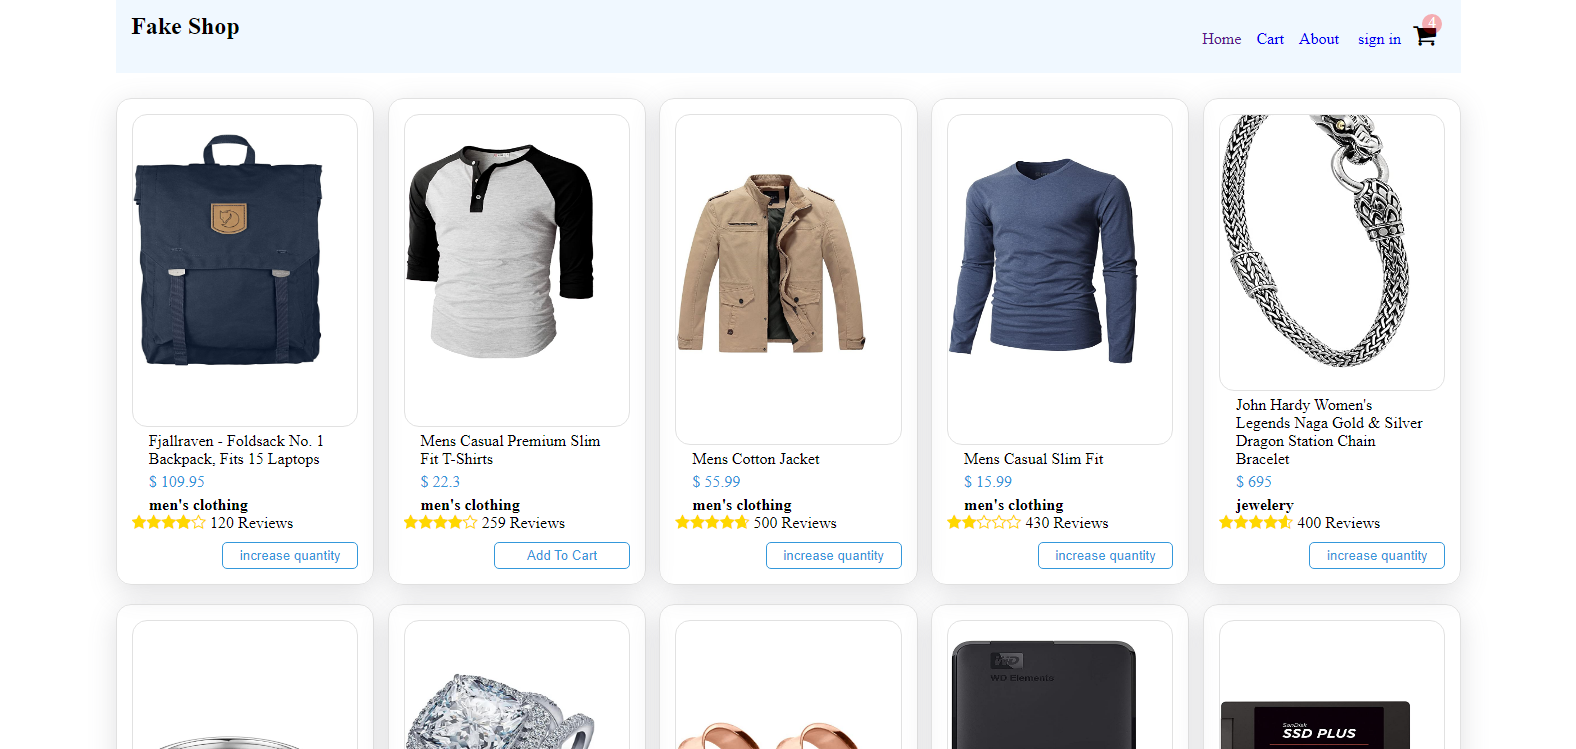 Fake Shop
Home Cart About sign in 4
Fjallraven - Foldsack No. 1
Backpack, Fits 15 Laptops
$ 109.95
men's clothing
120 Reviews
increase quantity
Mens Casual Premium Slim
Fit T-Shirts
$ 22.3
men's clothing
259 Reviews
Add To Cart
Mens Cotton Jacket
$ 55.99
men's clothing
500 Reviews
increase quantity
Mens Casual Slim Fit
$ 15.99
men's clothing
430 Reviews
increase quantity
John Hardy Women's
Legends Naga Gold & Silver
Dragon Station Chain
Bracelet
$ 695
jewelery
400 Reviews
increase quantity
WD
WD Elements
SanDisk
SSD PLUS